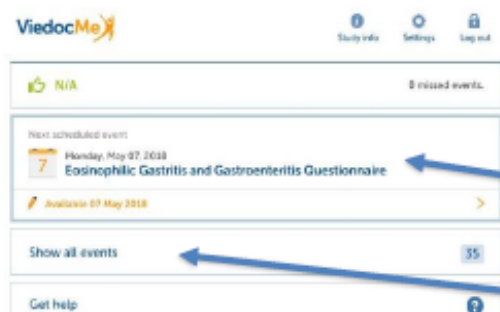 ViedocMe
Study info
Settings
Log out
N/A
0 missed events.
Next scheduled event
7
Monday, May 07, 2018
Eosinophilic Gastritis and Gastroenteritis Questionnaire
Available 07 May 2018
Show all events
35
Get help